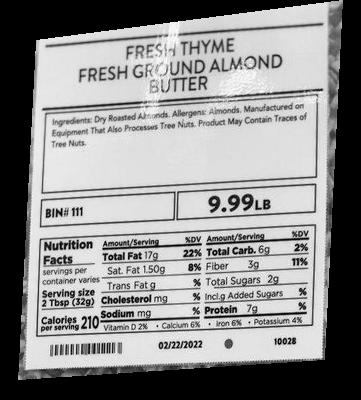 FRESH THYME
FRESH GROUND ALMOND
BUTTER
Ingredients: Dry Roasted Almonds. Allergens: Almonds. Manufactured on
Equipment That Also Processes Tree Nuts. Product May Contain Traces of
Tree Nuts.
BIN# 111
9.99LB
Nutrition
Facts
servings per
container varies
Serving size
2 Tbsp (32g)
Calories
per serving 210
Amount/Serving %DV
Total Fat 17g 22%
Sat. Fat 1.50g 8%
Trans Fat g %
Cholesterol mg %
Sodium mg %
Amount/Serving %DV
Total Carb. 6g 2%
Fiber 3g 11%
Total Sugars 2g
Incl.g Added Sugars %
Protein 7g %
Vitamin D 2% • Calcium 6% • Iron 6% • Potassium 4%
02/22/2022 10028